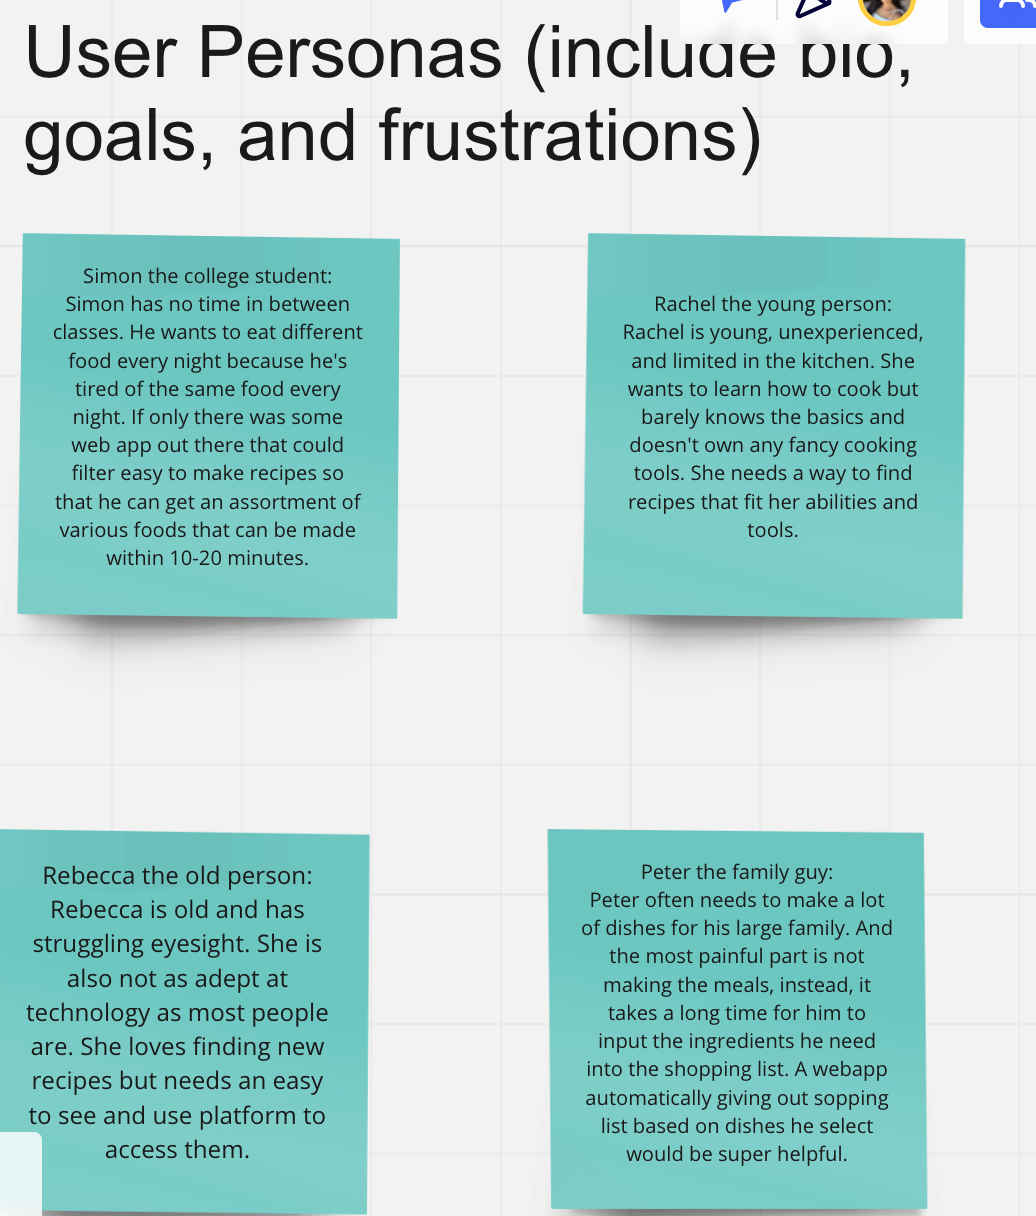 User Personas (include bio,
goals, and frustrations)
Simon the college student:
Simon has no time in between
classes. He wants to eat different
food every night because he's
tired of the same food every
night. If only there was some
web app out there that could
filter easy to make recipes so
that he can get an assortment of
various foods that can be made
within 10-20 minutes.
Rachel the young person:
Rachel is young, unexperienced,
and limited in the kitchen. She
wants to learn how to cook but
barely knows the basics and
doesn't own any fancy cooking
tools. She needs a way to find
recipes that fit her abilities and
tools.
Rebecca the old person:
Rebecca is old and has
struggling eyesight. She is
also not as adept at
technology as most people
are. She loves finding new
recipes but needs an easy
to see and use platform to
access them.
Peter the family guy:
Peter often needs to make a lot
of dishes for his large family. And
the most painful part is not
making the meals, instead, it
takes a long time for him to
input the ingredients he need
into the shopping list. A webapp
automatically giving out sopping
list based on dishes he select
would be super helpful.